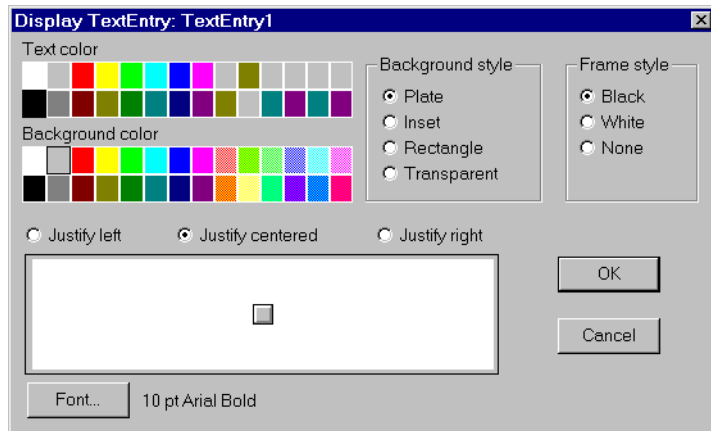 Display TextEntry: TextEntry1
Text color
Background color
Background style
Plate
Inset
Rectangle
Transparent
Frame style
Black
White
None
Justify left
Justify centered
Justify right
OK
Cancel
Font...
10 pt Arial Bold